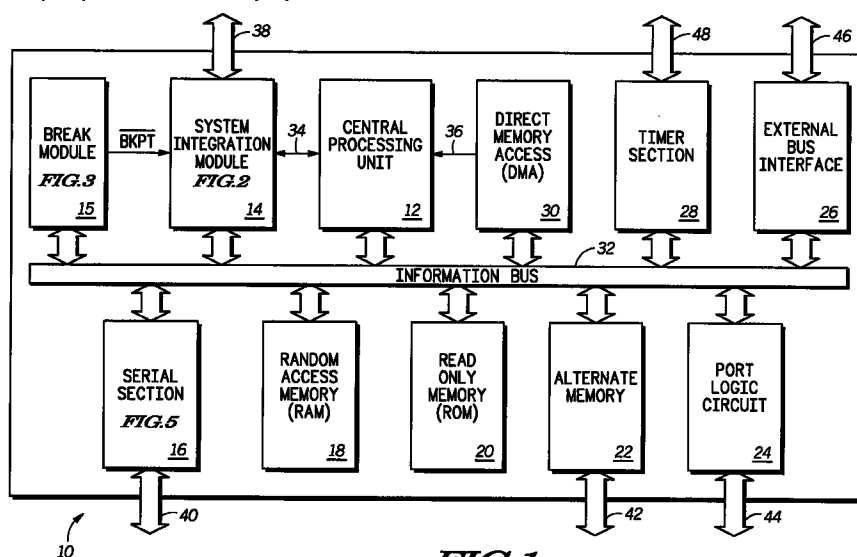 38
48
46
BREAK
MODULE
FIG.3
15
BKPT
SYSTEM
INTEGRATION
MODULE
FIG.2
14
34
CENTRAL
PROCESSING
UNIT
12
36
DIRECT
MEMORY
ACCESS
(DMA)
30
TIMER
SECTION
28
EXTERNAL
BUS
INTERFACE
26
32
INFORMATION BUS
SERIAL
SECTION
FIG.5
16
RANDOM
ACCESS
MEMORY
(RAM)
18
READ
ONLY
MEMORY
(ROM)
20
ALTERNATE
MEMORY
22
PORT
LOGIC
CIRCUIT
24
10
40
42
44